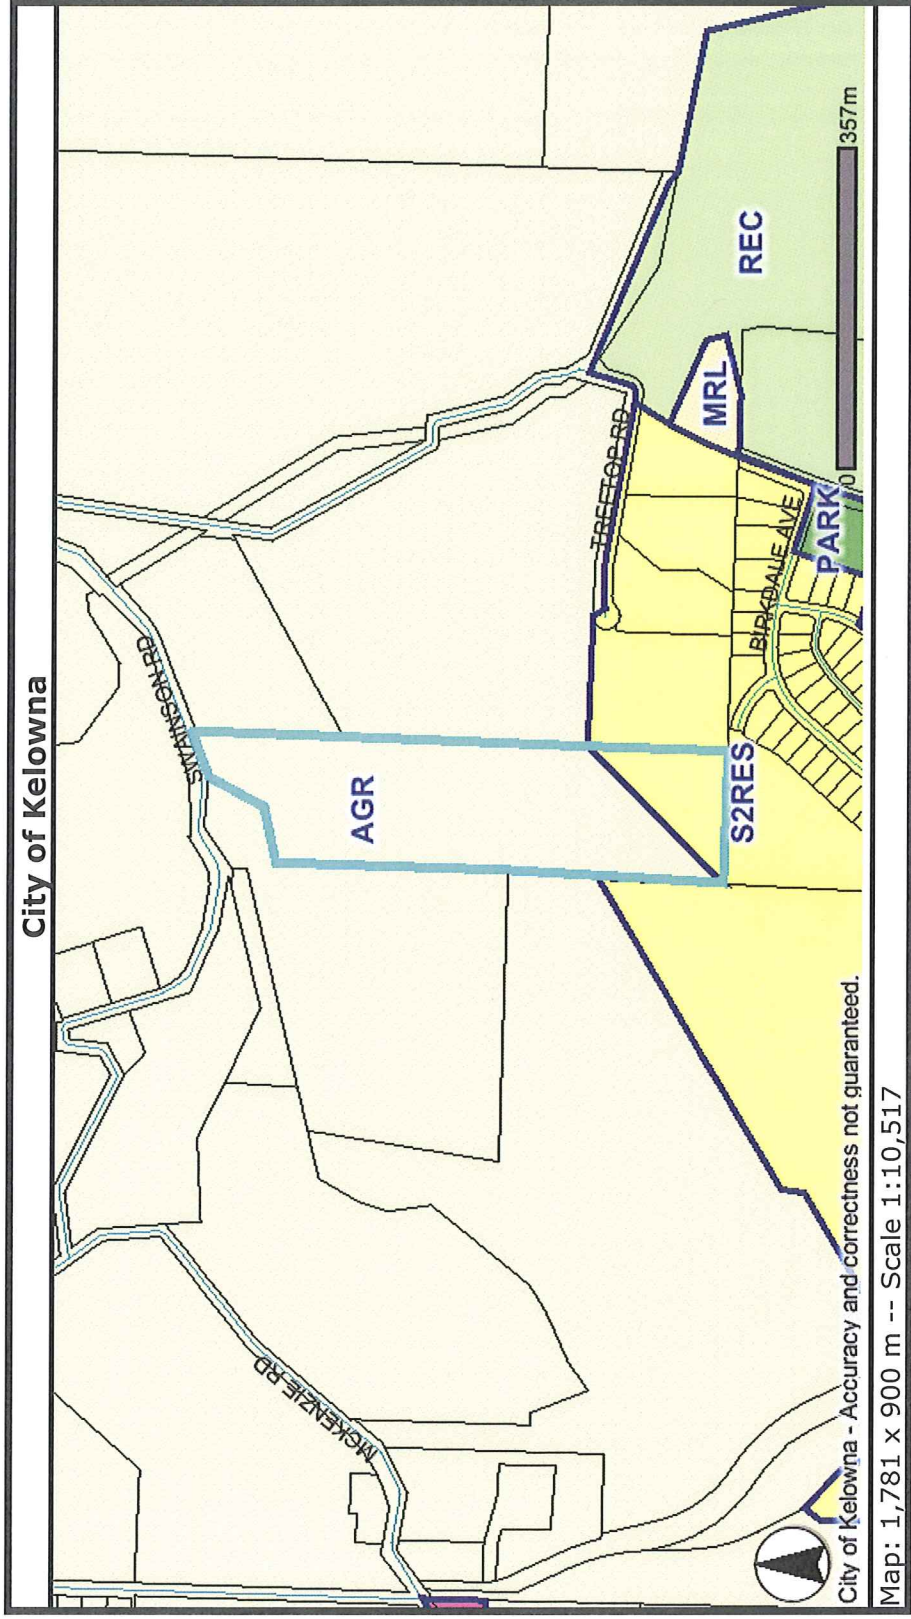 City of Kelowna
SWAINSON RD
MCKENZIE RD
AGR
TREETOP RD
MRL
REC
S2RES
BIRKDALE AVE
PARK
0
357m
City of Kelowna - Accuracy and correctness not guaranteed.
Map: 1,781 x 900 m -- Scale 1:10,517